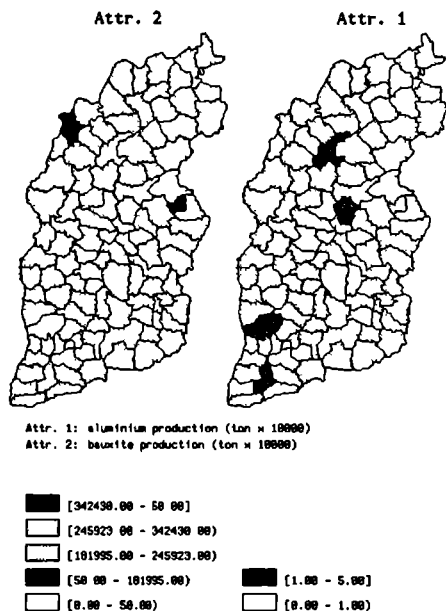 Attr. 2
Attr. 1
Attr. 1: aluminium production (ton x 10000)
Attr. 2: bauxite production (ton x 10000)
[342430.00 - 50 00]
[245923 00 - 342430 00)
[181995.00 - 245923.00)
[50 00 - 181995.00)
[0.00 - 50.00)
[1.00 - 5.00]
[0.00 - 1.00)